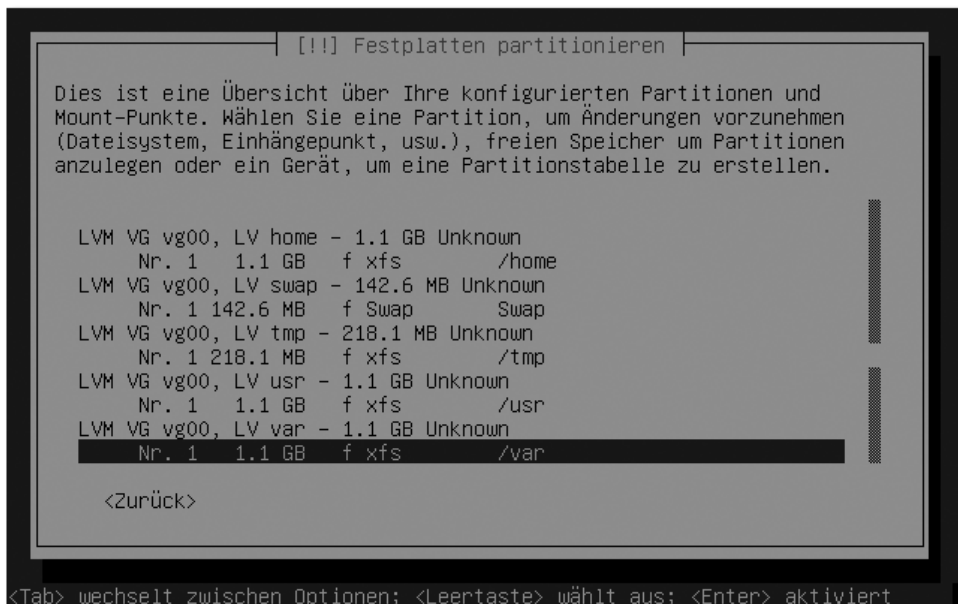 [!!] Festplatten partitionieren
Dies ist eine Übersicht über Ihre konfigurierten Partitionen und
Mount-Punkte. Wählen Sie eine Partition, um Änderungen vorzunehmen
(Dateisystem, Einhängepunkt, usw.), freien Speicher um Partitionen
anzulegen oder ein Gerät, um eine Partitionstabelle zu erstellen.
LVM VG vg00, LV home - 1.1 GB Unknown
Nr. 1 1.1 GB f xfs /home
LVM VG vg00, LV swap - 142.6 MB Unknown
Nr. 1 142.6 MB f Swap Swap
LVM VG vg00, LV tmp - 218.1 MB Unknown
Nr. 1 218.1 MB f xfs /tmp
LVM VG vg00, LV usr - 1.1 GB Unknown
Nr. 1 1.1 GB f xfs /usr
LVM VG vg00, LV var - 1.1 GB Unknown
Nr. 1 1.1 GB f xfs /var
<Zurück>
<Tab> wechselt zwischen Optionen; <Leertaste> wählt aus; <Enter> aktiviert